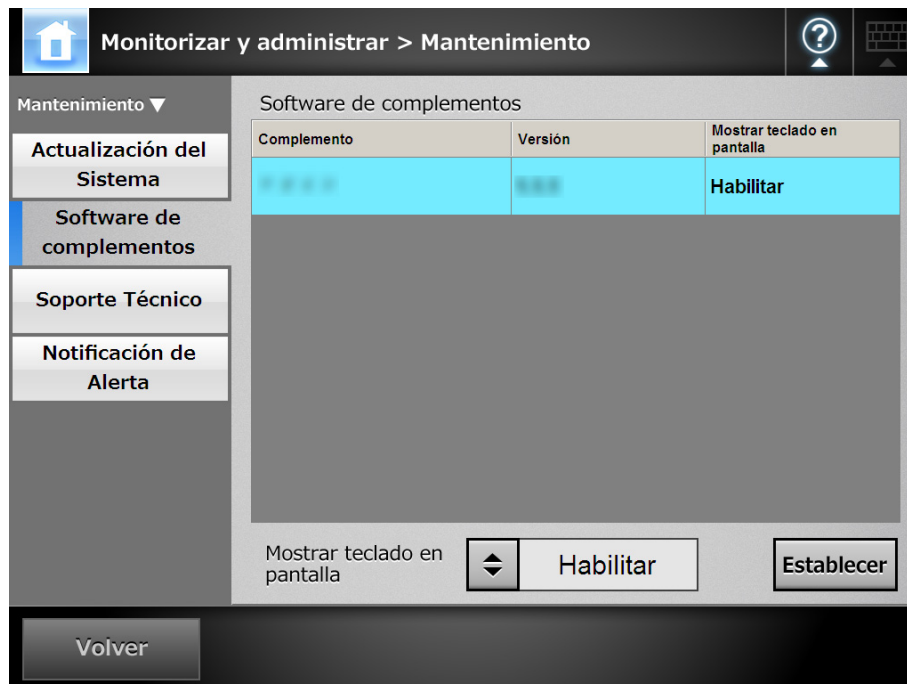 Monitorizar y administrar > Mantenimiento
Mantenimiento ▼
Actualización del
Sistema
Software de
complementos
Soporte Técnico
Notificación de
Alerta
Software de complementos
Complemento
Versión
Mostrar teclado en
pantalla
Habilitar
Mostrar teclado en
pantalla
Habilitar
Establecer
Volver